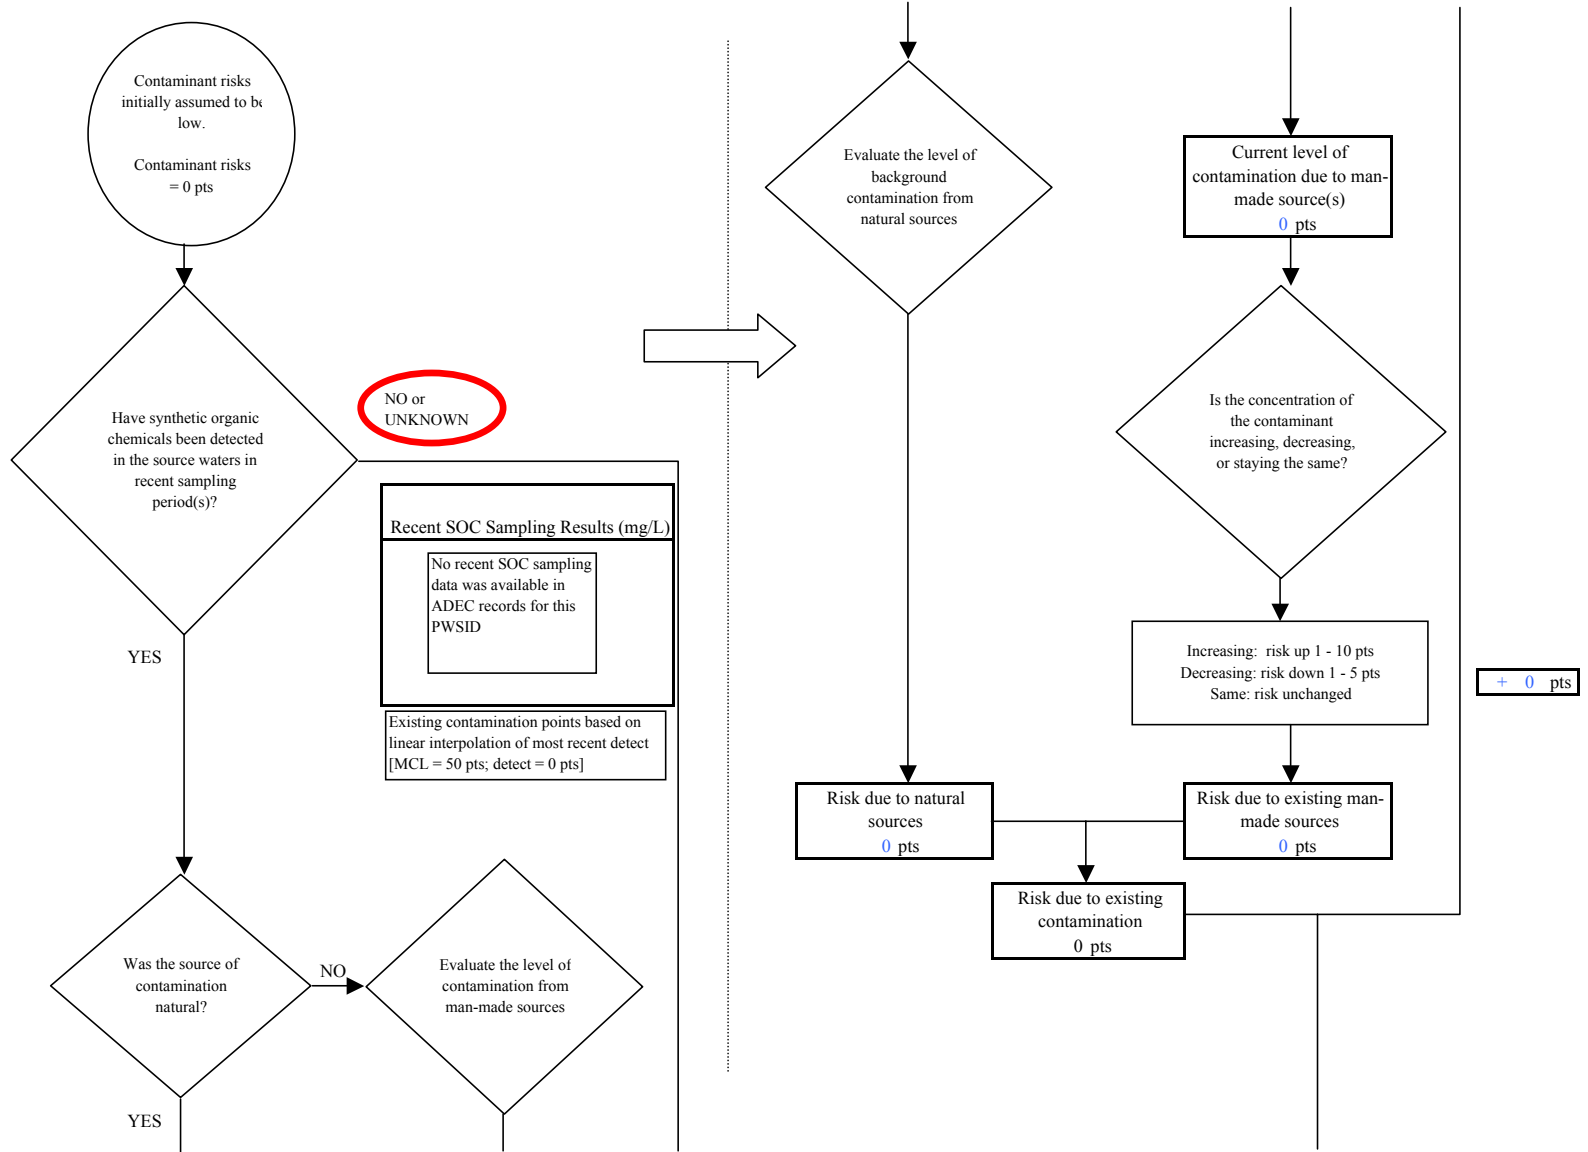 Contaminant risks
initially assumed to be
low.
Contaminant risks
= 0 pts
Have synthetic organic
chemicals been detected
in the source waters in
recent sampling
period(s)?
NO or
UNKNOWN
Recent SOC Sampling Results (mg/L)
No recent SOC sampling
data was available in
ADEC records for this
PWSID
Existing contamination points based on
linear interpolation of most recent detect
[MCL = 50 pts; detect = 0 pts]
YES
Was the source of
contamination
natural?
NO
Evaluate the level of
contamination from
man-made sources
YES
Evaluate the level of
background
contamination from
natural sources
Current level of
contamination due to man-
made source(s)
0 pts
Is the concentration of
the contaminant
increasing, decreasing,
or staying the same?
Increasing: risk up 1 - 10 pts
Decreasing: risk down 1 - 5 pts
Same: risk unchanged
+ 0 pts
Risk due to natural
sources
0 pts
Risk due to existing man-
made sources
0 pts
Risk due to existing
contamination
0 pts